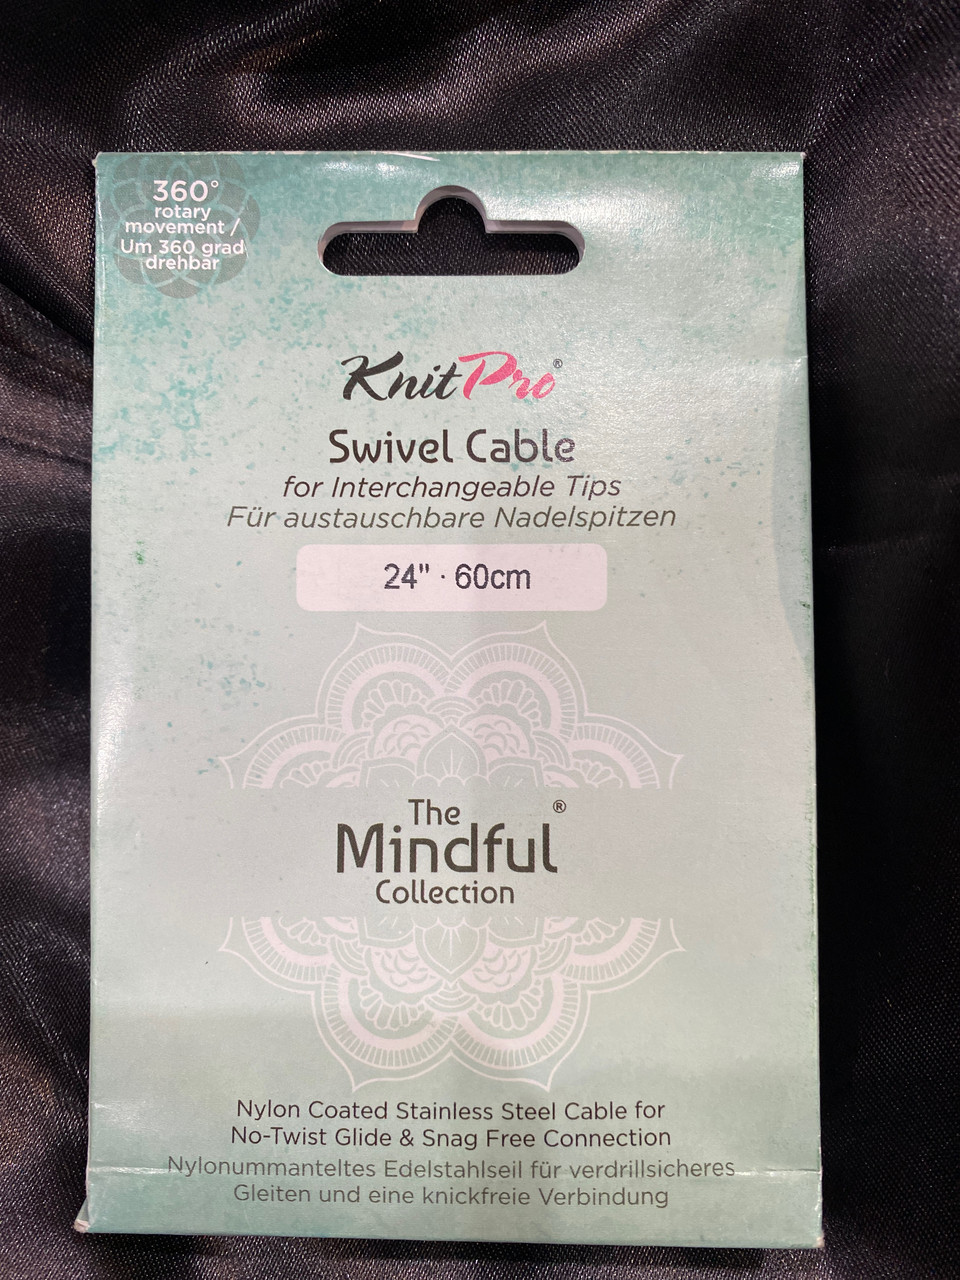 360°
rotary
movement /
Um 360 grad
drehbar
KnitPro®
Swivel Cable
for Interchangeable Tips
Für austauschbare Nadelspitzen
24" · 60cm
The
Mindful®
Collection
Nylon Coated Stainless Steel Cable for
No-Twist Glide & Snag Free Connection
Nylonummanteltes Edelstahlseil für verdrillsicheres
Gleiten und eine knickfreie Verbindung